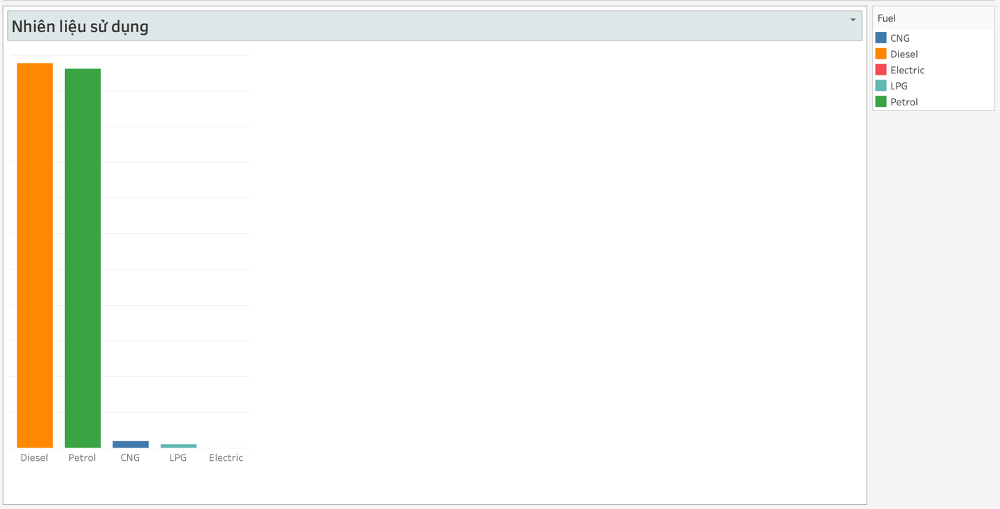 Nhiên liệu sử dụng
Fuel
CNG
Diesel
Electric
LPG
Petrol
Diesel Petrol CNG LPG Electric